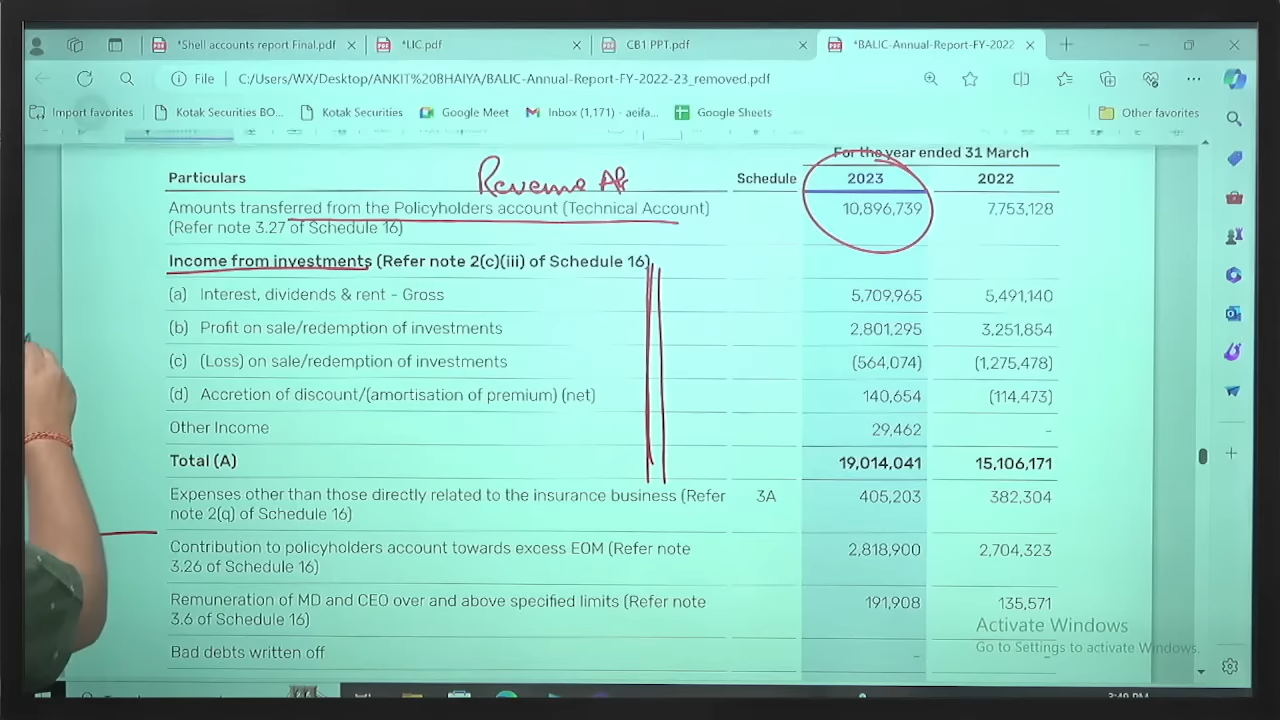 *Shell accounts report Final.pdf
*LIC.pdf
CB1 PPT.pdf
*BALIC-Annual-Report-FY-2022
File
C:/Users/WX/Desktop/ANKIT%20BHAIYA/BALIC-Annual-Report-FY-2022-23_removed.pdf
Import favorites
Kotak Securities BO...
Kotak Securities
Google Meet
Inbox (1,171) - aeifa...
Google Sheets
Other favorites
For the year ended 31 March
Particulars Schedule 2023 2022
Revenue A/c
Amounts transferred from the Policyholders account (Technical Account) 10,896,739 7,753,128
(Refer note 3.27 of Schedule 16)
Income from investments (Refer note 2(c)(iii) of Schedule 16)
(a) Interest, dividends & rent - Gross 5,709,965 5,491,140
(b) Profit on sale/redemption of investments 2,801,295 3,251,854
(c) (Loss) on sale/redemption of investments (564,074) (1,275,478)
(d) Accretion of discount/(amortisation of premium) (net) 140,654 (114,473)
Other Income 29,462 -
Total (A) 19,014,041 15,106,171
Expenses other than those directly related to the insurance business (Refer 3A 405,203 382,304
note 2(q) of Schedule 16)
Contribution to policyholders account towards excess EOM (Refer note 2,818,900 2,704,323
3.26 of Schedule 16)
Remuneration of MD and CEO over and above specified limits (Refer note 191,908 135,571
3.6 of Schedule 16)
Bad debts written off - -
Activate Windows
Go to Settings to activate Windows.